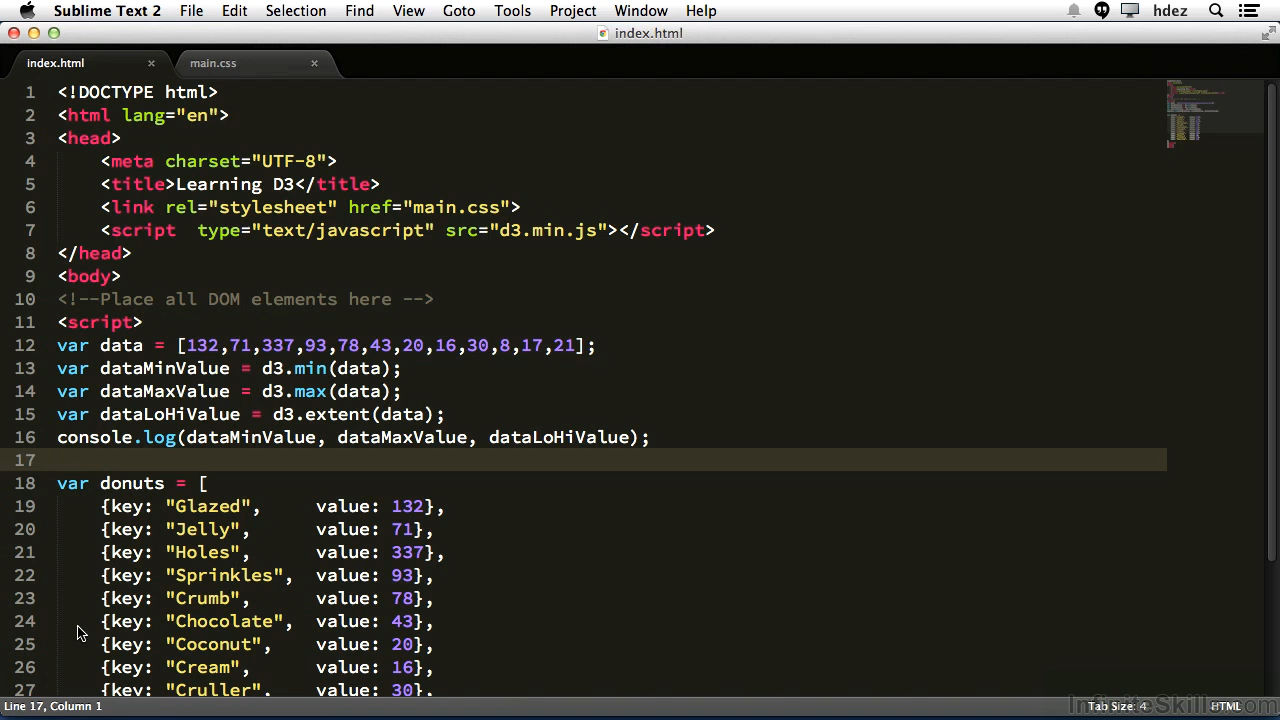 Sublime Text 2 File Edit Selection Find View Goto Tools Project Window Help hdez
index.html
index.html × main.css ×
1 <!DOCTYPE html>
2 <html lang="en">
3 <head>
4 <meta charset="UTF-8">
5 <title>Learning D3</title>
6 <link rel="stylesheet" href="main.css">
7 <script  type="text/javascript" src="d3.min.js"></script>
8 </head>
9 <body>
10 <!--Place all DOM elements here -->
11 <script>
12 var data = [132,71,337,93,78,43,20,16,30,8,17,21];
13 var dataMinValue = d3.min(data);
14 var dataMaxValue = d3.max(data);
15 var dataLoHiValue = d3.extent(data);
16 console.log(dataMinValue, dataMaxValue, dataLoHiValue);
17
18 var donuts = [
19 {key: "Glazed", value: 132},
20 {key: "Jelly", value: 71},
21 {key: "Holes", value: 337},
22 {key: "Sprinkles", value: 93},
23 {key: "Crumb", value: 78},
24 {key: "Chocolate", value: 43},
25 {key: "Coconut", value: 20},
26 {key: "Cream", value: 16},
27 {key: "Cruller", value: 30},
Line 17, Column 1 Tab Size: 4 HTML
InfiniteSkills.com